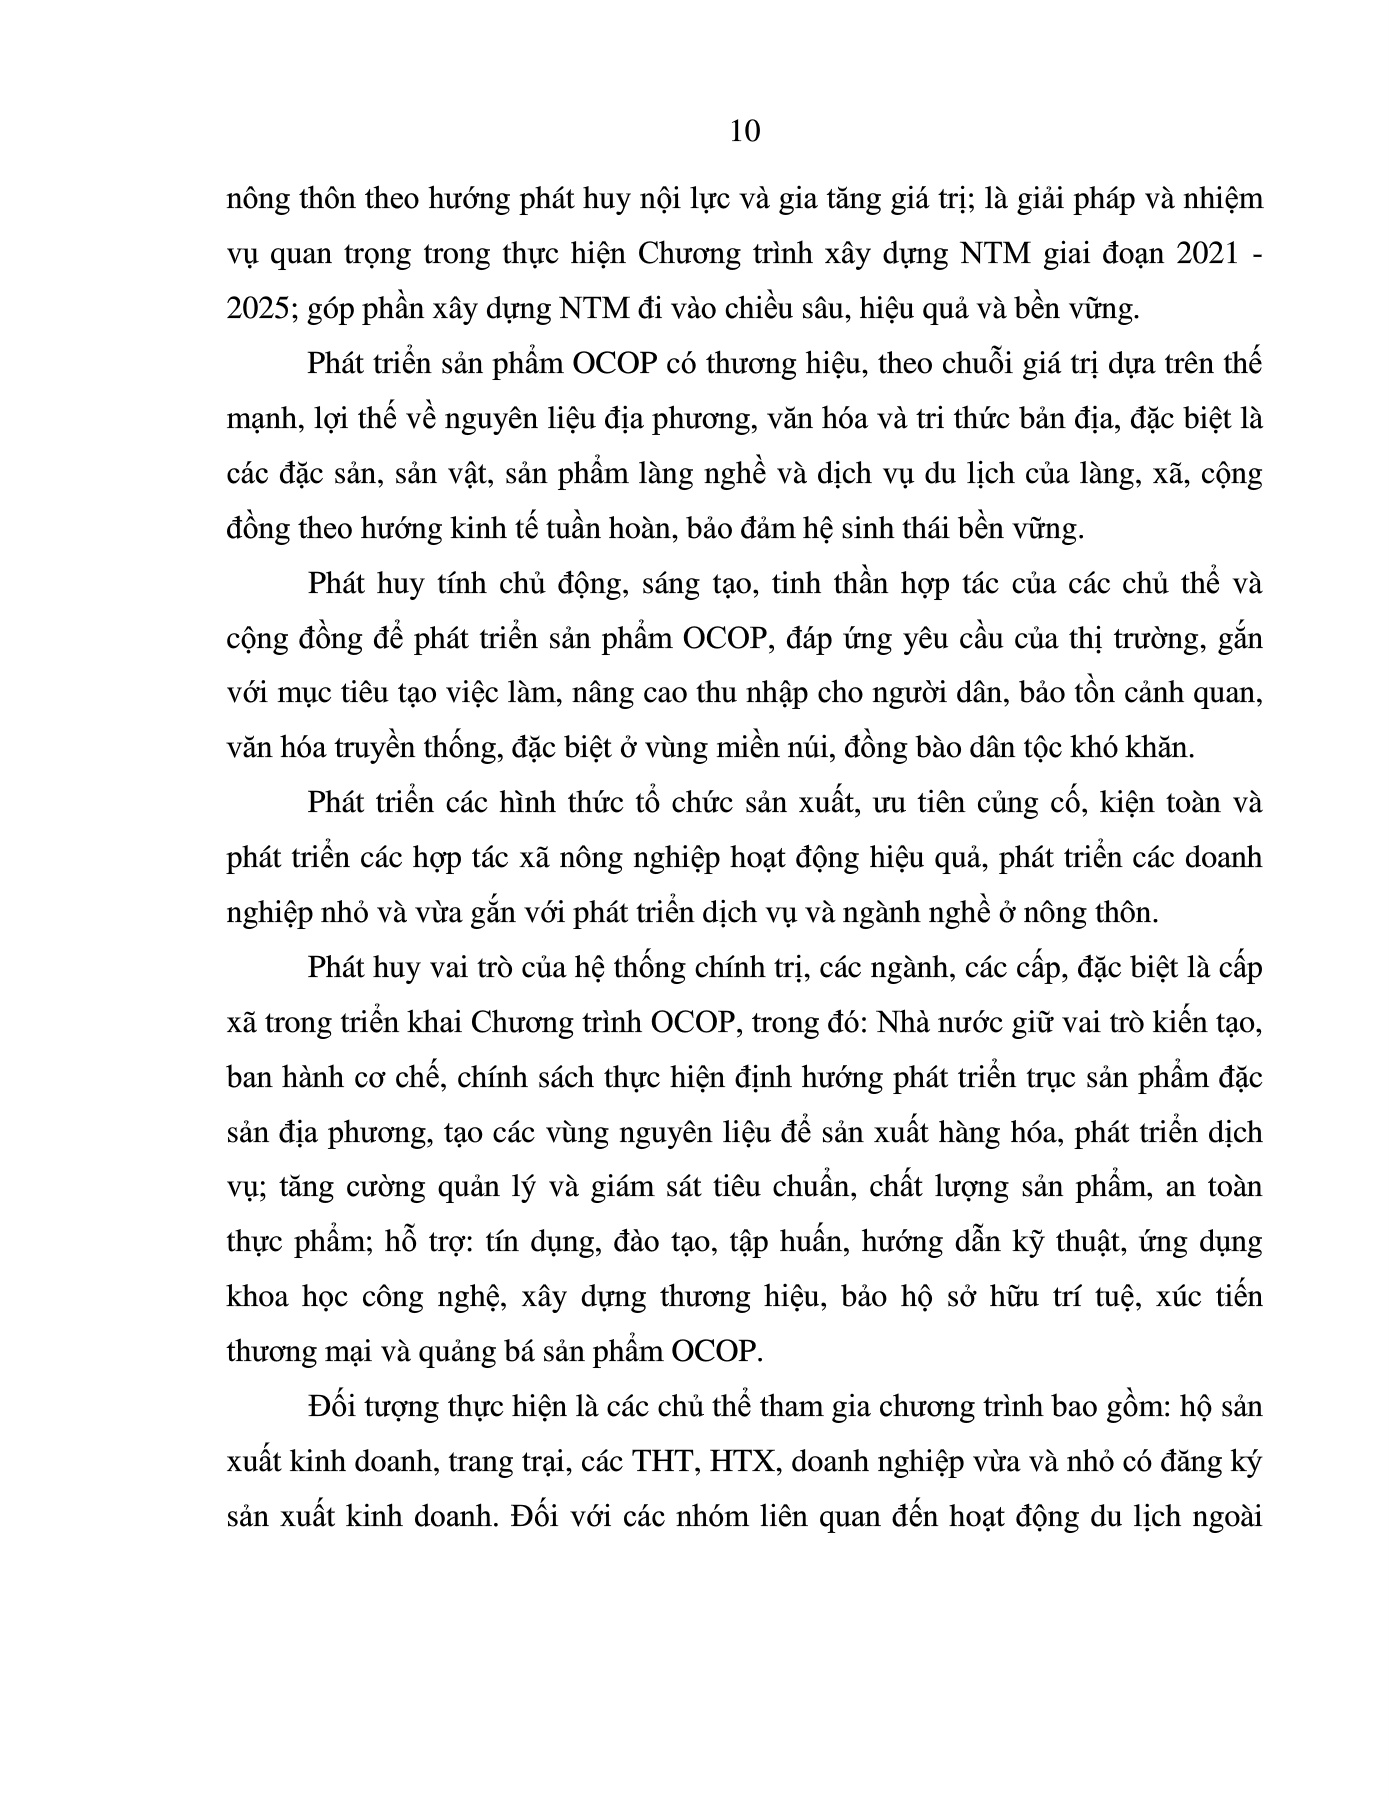 10
nông thôn theo hướng phát huy nội lực và gia tăng giá trị; là giải pháp và nhiệm
vụ quan trọng trong thực hiện Chương trình xây dựng NTM giai đoạn 2021 -
2025; góp phần xây dựng NTM đi vào chiều sâu, hiệu quả và bền vững.
Phát triển sản phẩm OCOP có thương hiệu, theo chuỗi giá trị dựa trên thế
mạnh, lợi thế về nguyên liệu địa phương, văn hóa và tri thức bản địa, đặc biệt là
các đặc sản, sản vật, sản phẩm làng nghề và dịch vụ du lịch của làng, xã, cộng
đồng theo hướng kinh tế tuần hoàn, bảo đảm hệ sinh thái bền vững.
Phát huy tính chủ động, sáng tạo, tinh thần hợp tác của các chủ thể và
cộng đồng để phát triển sản phẩm OCOP, đáp ứng yêu cầu của thị trường, gắn
với mục tiêu tạo việc làm, nâng cao thu nhập cho người dân, bảo tồn cảnh quan,
văn hóa truyền thống, đặc biệt ở vùng miền núi, đồng bào dân tộc khó khăn.
Phát triển các hình thức tổ chức sản xuất, ưu tiên củng cố, kiện toàn và
phát triển các hợp tác xã nông nghiệp hoạt động hiệu quả, phát triển các doanh
nghiệp nhỏ và vừa gắn với phát triển dịch vụ và ngành nghề ở nông thôn.
Phát huy vai trò của hệ thống chính trị, các ngành, các cấp, đặc biệt là cấp
xã trong triển khai Chương trình OCOP, trong đó: Nhà nước giữ vai trò kiến tạo,
ban hành cơ chế, chính sách thực hiện định hướng phát triển trục sản phẩm đặc
sản địa phương, tạo các vùng nguyên liệu để sản xuất hàng hóa, phát triển dịch
vụ; tăng cường quản lý và giám sát tiêu chuẩn, chất lượng sản phẩm, an toàn
thực phẩm; hỗ trợ: tín dụng, đào tạo, tập huấn, hướng dẫn kỹ thuật, ứng dụng
khoa học công nghệ, xây dựng thương hiệu, bảo hộ sở hữu trí tuệ, xúc tiến
thương mại và quảng bá sản phẩm OCOP.
Đối tượng thực hiện là các chủ thể tham gia chương trình bao gồm: hộ sản
xuất kinh doanh, trang trại, các THT, HTX, doanh nghiệp vừa và nhỏ có đăng ký
sản xuất kinh doanh. Đối với các nhóm liên quan đến hoạt động du lịch ngoài